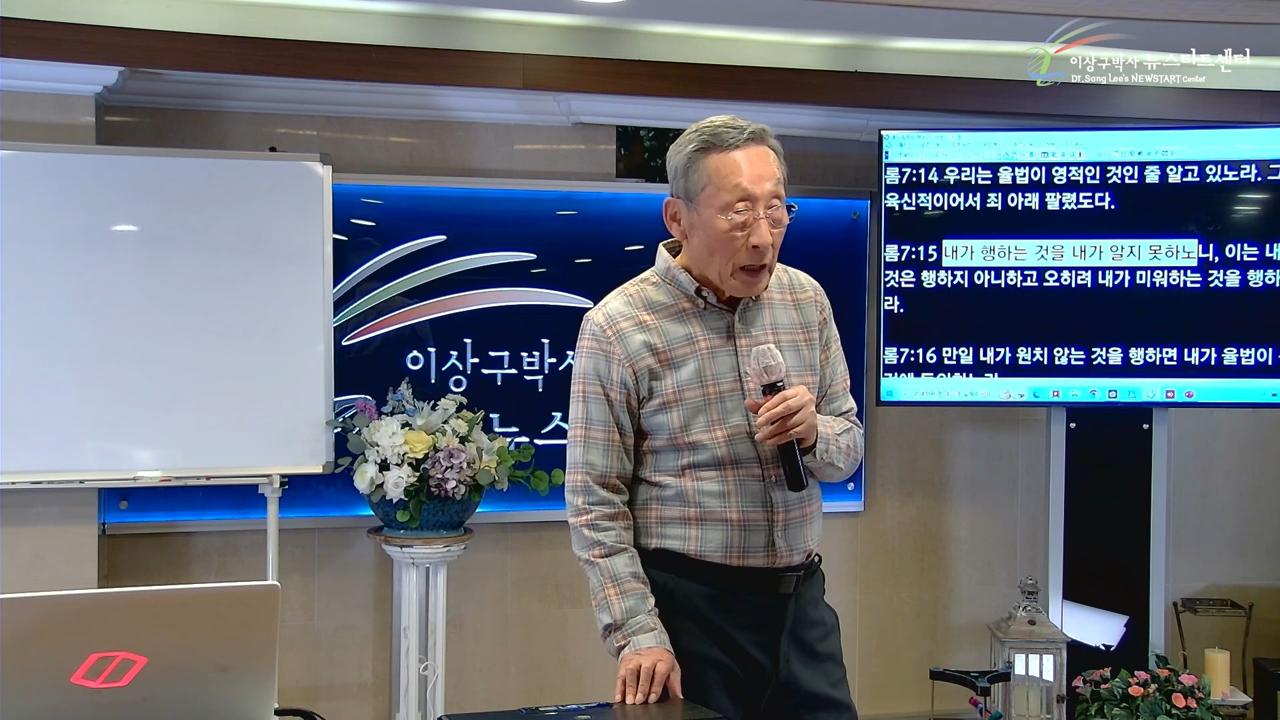 이상구박사 뉴스타트센터
Dr. Sang Lee's NEWSTART Center
롬7:14 우리는 율법이 영적인 것인 줄 알고 있노라. 그
육신적이어서 죄 아래 팔렸도다.
롬7:15 내가 행하는 것을 내가 알지 못하노니, 이는 내
것은 행하지 아니하고 오히려 내가 미워하는 것을 행하
라.
롬7:16 만일 내가 원치 않는 것을 행하면 내가 율법이
이상구박사
뉴스